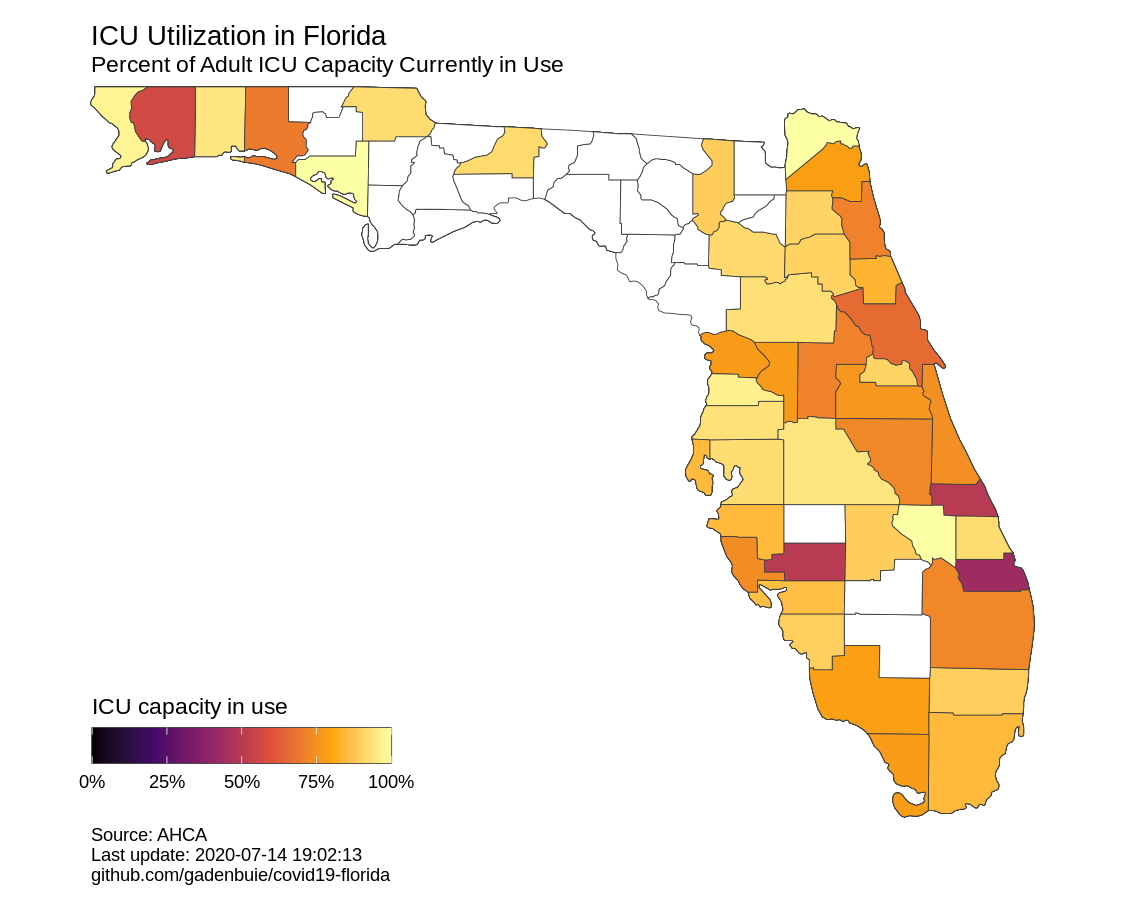 ICU Utilization in Florida
Percent of Adult ICU Capacity Currently in Use
ICU capacity in use
0% 25% 50% 75% 100%
Source: AHCA
Last update: 2020-07-14 19:02:13
github.com/gadenbuie/covid19-florida